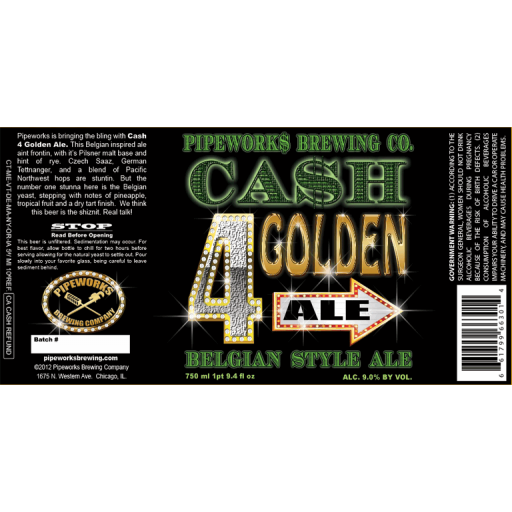 CT-ME-VT-DE-MA-NY-OR-IA 5¢ MI 10¢REF CA CASH REFUND
Pipeworks is bringing the bling with Cash
4 Golden Ale. This Belgian inspired ale
aint frontin, with it's Pilsner malt base and
hint of rye. Czech Saaz, German
Tettnanger, and a blend of Pacific
Northwest hops are stuntin. But the
number one stunna here is the Belgian
yeast, stepping with notes of pineapple,
tropical fruit and a dry tart finish. We think
this beer is the shiznit. Real talk!
STOP
Read Before Opening
This beer is unfiltered. Sedimentation may occur. For
best flavor, allow bottle to chill for two hours before
serving allowing for the natural yeast to settle out. Pour
slowly into your favorite glass, being careful to leave
sediment behind.
PIPEWORKS
BREWING COMPANY
Batch #
pipeworksbrewing.com
©2012 Pipeworks Brewing Company
1675 N. Western Ave. Chicago, IL.
PIPEWORK$ BREWING CO.
CA$H
4 GOLDEN
ALE
BELGIAN STYLE ALE
750 ml 1pt 9.4 fl oz
ALC. 9.0% BY VOL.
GOVERNMENT WARNING: (1) ACCORDING TO THE
SURGEON GENERAL, WOMEN SHOULD NOT DRINK
ALCOHOLIC BEVERAGES DURING PREGNANCY
BECAUSE OF THE RISK OF BIRTH DEFECTS. (2)
CONSUMPTION OF ALCOHOLIC BEVERAGES
IMPAIRS YOUR ABILITY TO DRIVE A CAR OR OPERATE
MACHINERY, AND MAY CAUSE HEALTH PROBLEMS.
6 61799 66301 4